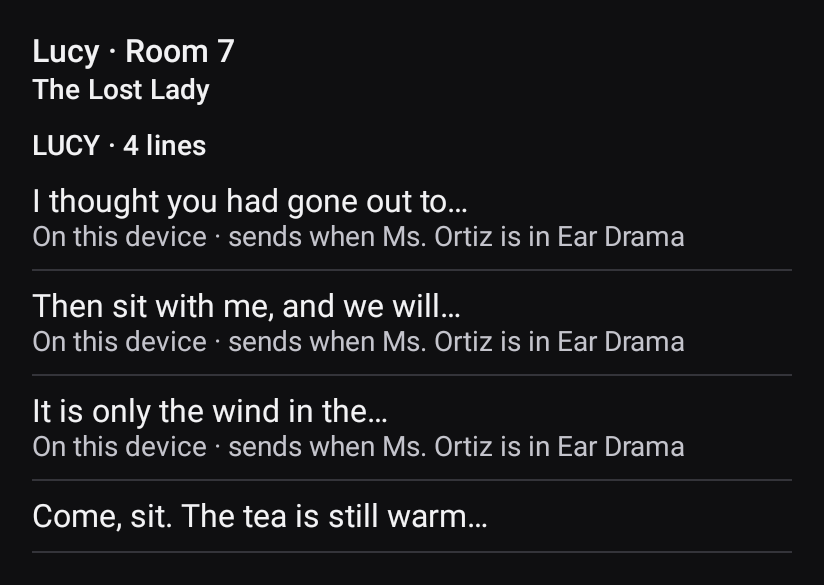 Lucy · Room 7
The Lost Lady
LUCY · 4 lines
I thought you had gone out to…
On this device · sends when Ms. Ortiz is in Ear Drama
Then sit with me, and we will…
On this device · sends when Ms. Ortiz is in Ear Drama
It is only the wind in the…
On this device · sends when Ms. Ortiz is in Ear Drama
Come, sit. The tea is still warm…